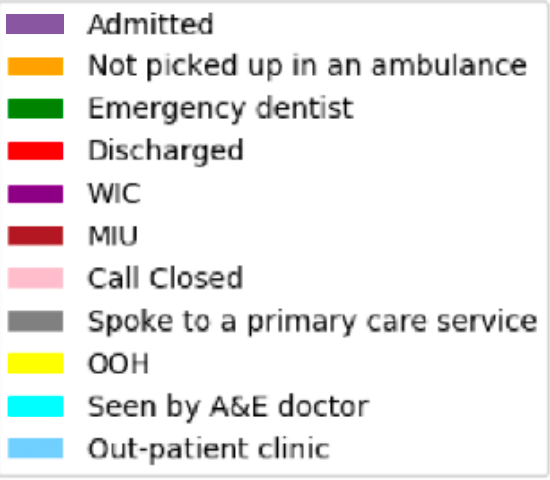 Admitted
Not picked up in an ambulance
Emergency dentist
Discharged
WIC
MIU
Call Closed
Spoke to a primary care service
OOH
Seen by A&E doctor
Out-patient clinic